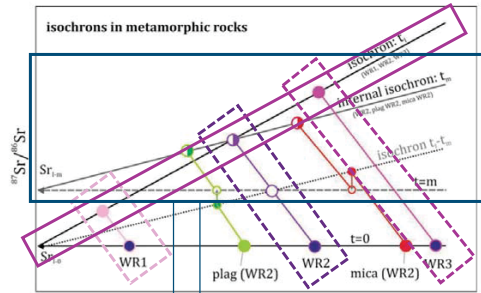 isochrons in metamorphic rocks
isochron: tᵢ
(WR1, WR2, WR3)
internal isochron: tₘ
(WR2, plag WR2, mica WR2)
⁸⁷Sr/⁸⁶Sr
Srᵢ₋ₘ
isochron tᵢ-tₘ
t=m
Srᵢ₋₀
t=0
WR1
plag (WR2)
WR2
mica (WR2)
WR3